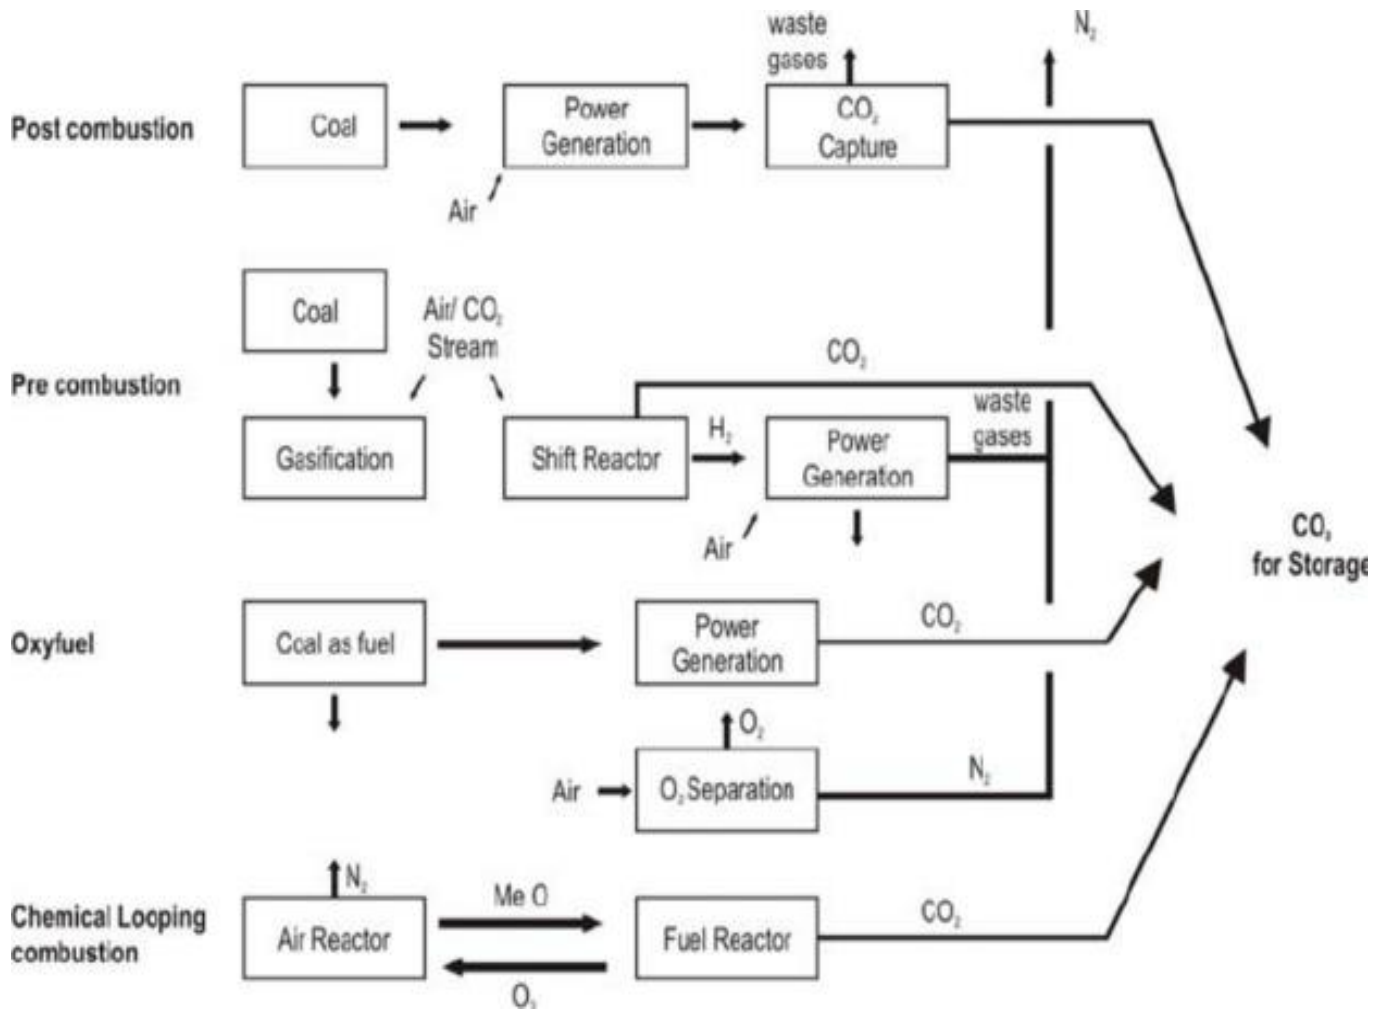 waste
gases
N₂
Post combustion
Coal
Power
Generation
CO₂
Capture
Air
Coal
Air/ CO₂
Stream
Pre combustion
CO₂
Gasification
Shift Reactor
H₂
Power
Generation
waste
gases
Air
CO₂
for Storage
Oxyfuel
Coal as fuel
Power
Generation
CO₂
O₂
Air
O₂ Separation
N₂
Chemical Looping
combustion
N₂
Air Reactor
Me O
O₂
Fuel Reactor
CO₂